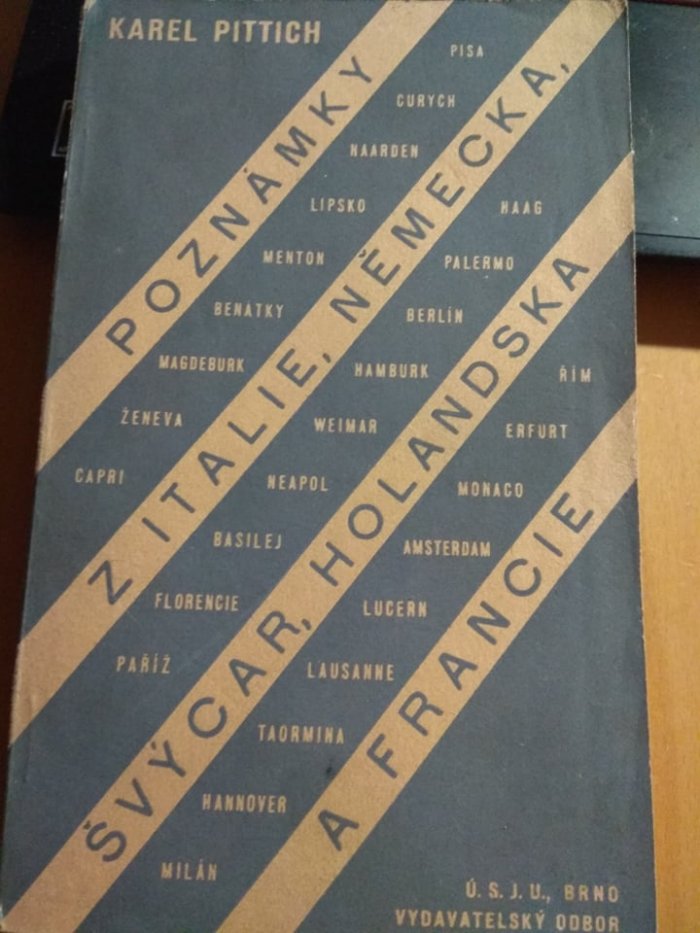 KAREL PITTICH
POZNÁMKY
Z ITALIE, NĚMECKA,
ŠVÝCAR, HOLANDSKA
A FRANCIE
PISA
CURYCH
NAARDEN
LIPSKO
HAAG
MENTON
PALERMO
BENÁTKY
BERLÍN
MAGDEBURK
HAMBURK
ŘÍM
ŽENEVA
WEIMAR
ERFURT
CAPRI
NEAPOL
MONACO
BASILEJ
AMSTERDAM
FLORENCIE
LUCERN
PAŘÍŽ
LAUSANNE
TAORMINA
HANNOVER
MILÁN
Ú. S. J. U., BRNO
VYDAVATELSKÝ ODBOR